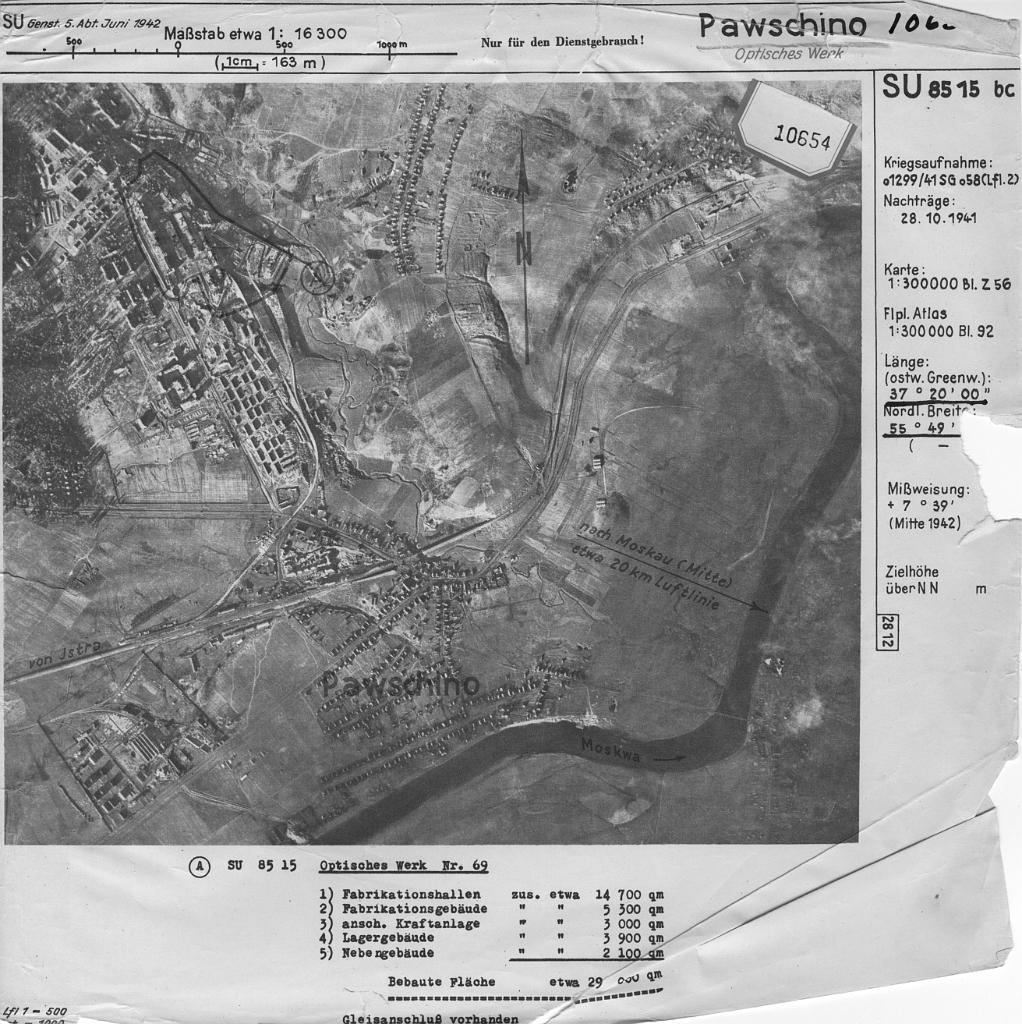 SU Genst. 5. Abt. Juni 1942
Maßstab etwa 1: 16 300
500 0 500 1000 m
(1cm = 163 m)
Nur für den Dienstgebrauch!
Pawschino
Optisches Werk
10654
SU 85 15 bc
Kriegsaufnahme:
o1299/41 SG o58 (Lfl.2)
Nachträge:
28. 10. 1941
Karte:
1:300000 Bl. Z 56
Flpl. Atlas
1:300000 Bl. 92
Länge:
(ostw. Greenw.):
37 ° 20' 00"
Nördl. Breite:
55 ° 49'
( –
Mißweisung:
+ 7 ° 39'
(Mitte 1942)
Zielhöhe
über NN m
28 12
N
A
nach Moskau (Mitte)
etwa 20 km Luftlinie
von Jstra
Pawschino
Moskwa
A SU 85 15 Optisches Werk Nr. 69
1) Fabrikationshallen zus. etwa 14 700 qm
2) Fabrikationsgebäude " " 5 300 qm
3) ansch. Kraftanlage " " 3 000 qm
4) Lagergebäude " " 3 900 qm
5) Nebengebäude " " 2 100 qm
Bebaute Fläche etwa 29 000 qm
Gleisanschluß vorhanden
Lfl 1 = 500